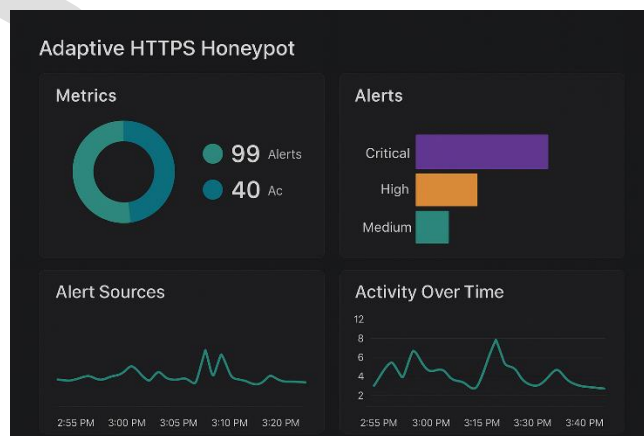 Adaptive HTTPS Honeypot
Metrics
99 Alerts
40 Ac
Alerts
Critical
High
Medium
Alert Sources
2:55 PM 3:00 PM 3:05 PM 3:10 PM 3:20 PM
Activity Over Time
12
8
6
4
2
2:55 PM 3:00 PM 3:15 PM 3:30 PM 3:40 PM